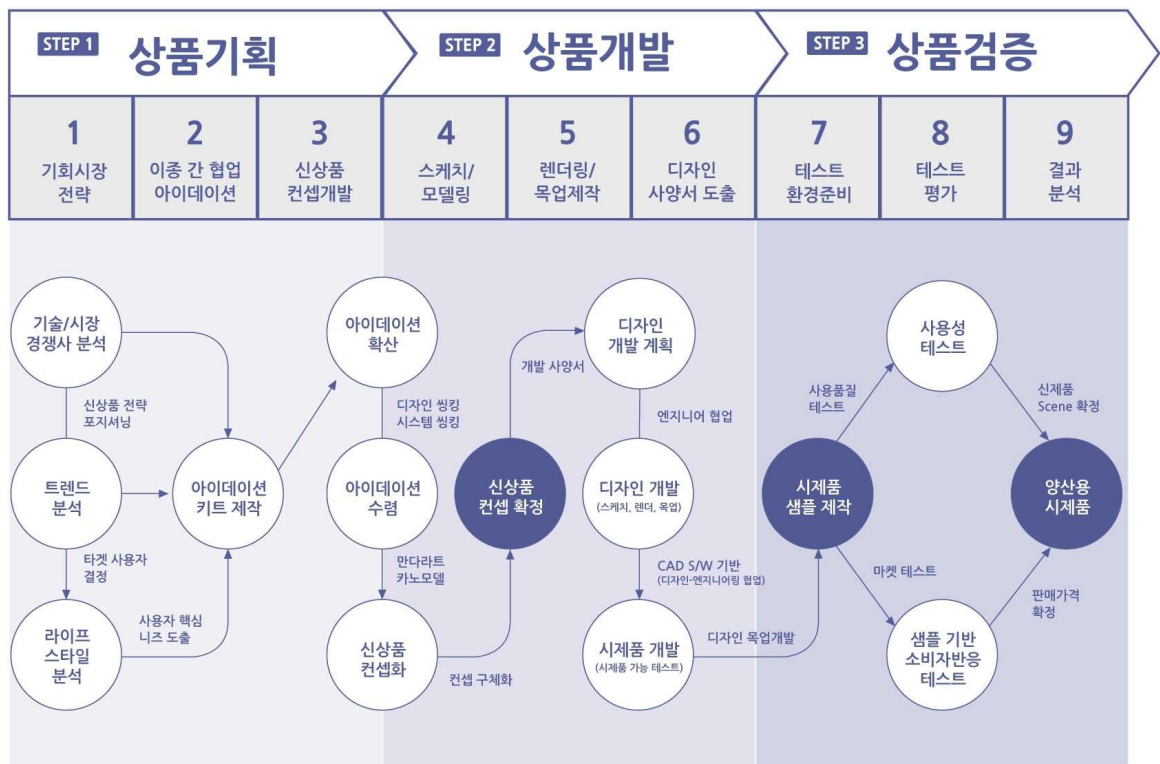 STEP 1 상품기획
STEP 2 상품개발
STEP 3 상품검증
1
기회시장
전략
2
이종 간 협업
아이데이션
3
신상품
컨셉개발
4
스케치/
모델링
5
렌더링/
목업제작
6
디자인
사양서 도출
7
테스트
환경준비
8
테스트
평가
9
결과
분석
기술/시장
경쟁사 분석
신상품 전략
포지셔닝
트렌드
분석
타겟 사용자
결정
라이프
스타일
분석
사용자 핵심
니즈 도출
아이데이션
키트 제작
아이데이션
확산
디자인 씽킹
시스템 씽킹
아이데이션
수렴
만다라트
카노모델
신상품
컨셉화
컨셉 구체화
신상품
컨셉 확정
개발 사양서
디자인
개발 계획
엔지니어 협업
디자인 개발
(스케치, 렌더, 목업)
CAD S/W 기반
(디자인-엔지니어링 협업)
시제품 개발
(시제품 가능 테스트)
디자인 목업개발
시제품
샘플 제작
사용품질
테스트
사용성
테스트
신제품
Scene 확정
마켓 테스트
샘플 기반
소비자반응
테스트
판매가격
확정
양산용
시제품